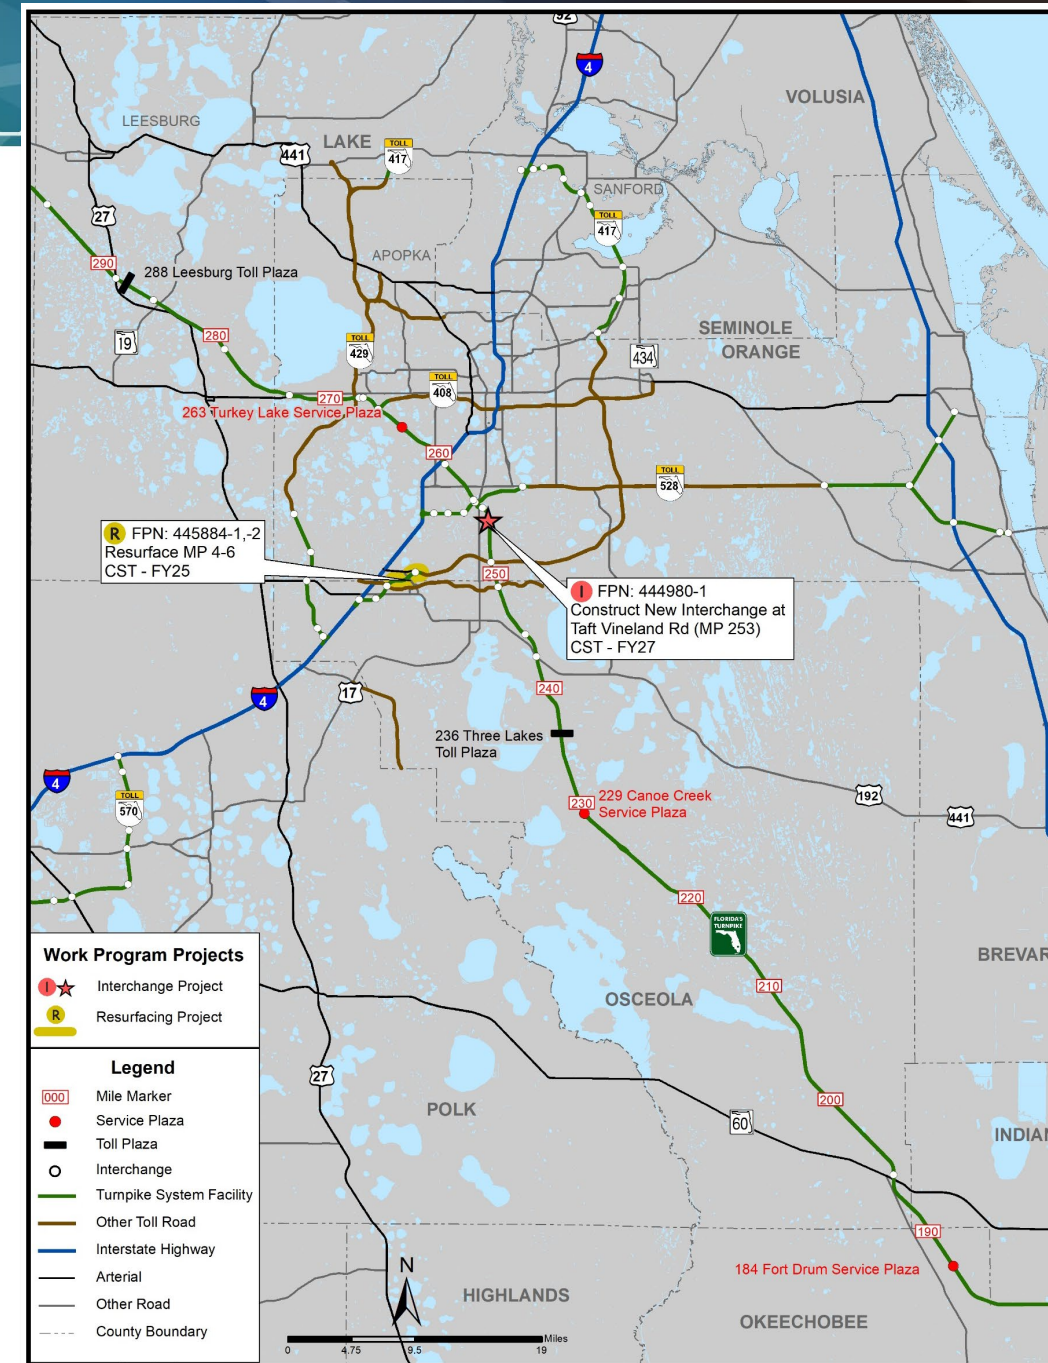 92
4
VOLUSIA
LEESBURG
LAKE
441
TOLL
417
SANFORD
27
TOLL
417
APOPKA
290
288 Leesburg Toll Plaza
19
280
SEMINOLE
ORANGE
TOLL
429
434
TOLL
408
270
263 Turkey Lake Service Plaza
260
TOLL
528
R FPN: 445884-1,-2
Resurface MP 4-6
CST - FY25
250
I FPN: 444980-1
Construct New Interchange at
Taft Vineland Rd (MP 253)
CST - FY27
240
17
4
236 Three Lakes
Toll Plaza
4
TOLL
570
230
229 Canoe Creek
Service Plaza
192
441
220
FLORIDA'S
TURNPIKE
BREVAR
210
OSCEOLA
Work Program Projects
I Interchange Project
R Resurfacing Project
Legend
000 Mile Marker
Service Plaza
Toll Plaza
Interchange
Turnpike System Facility
Other Toll Road
Interstate Highway
Arterial
Other Road
County Boundary
27
POLK
200
60
INDIAN
190
184 Fort Drum Service Plaza
N
HIGHLANDS
OKEECHOBEE
Miles
0 4.75 9.5 19